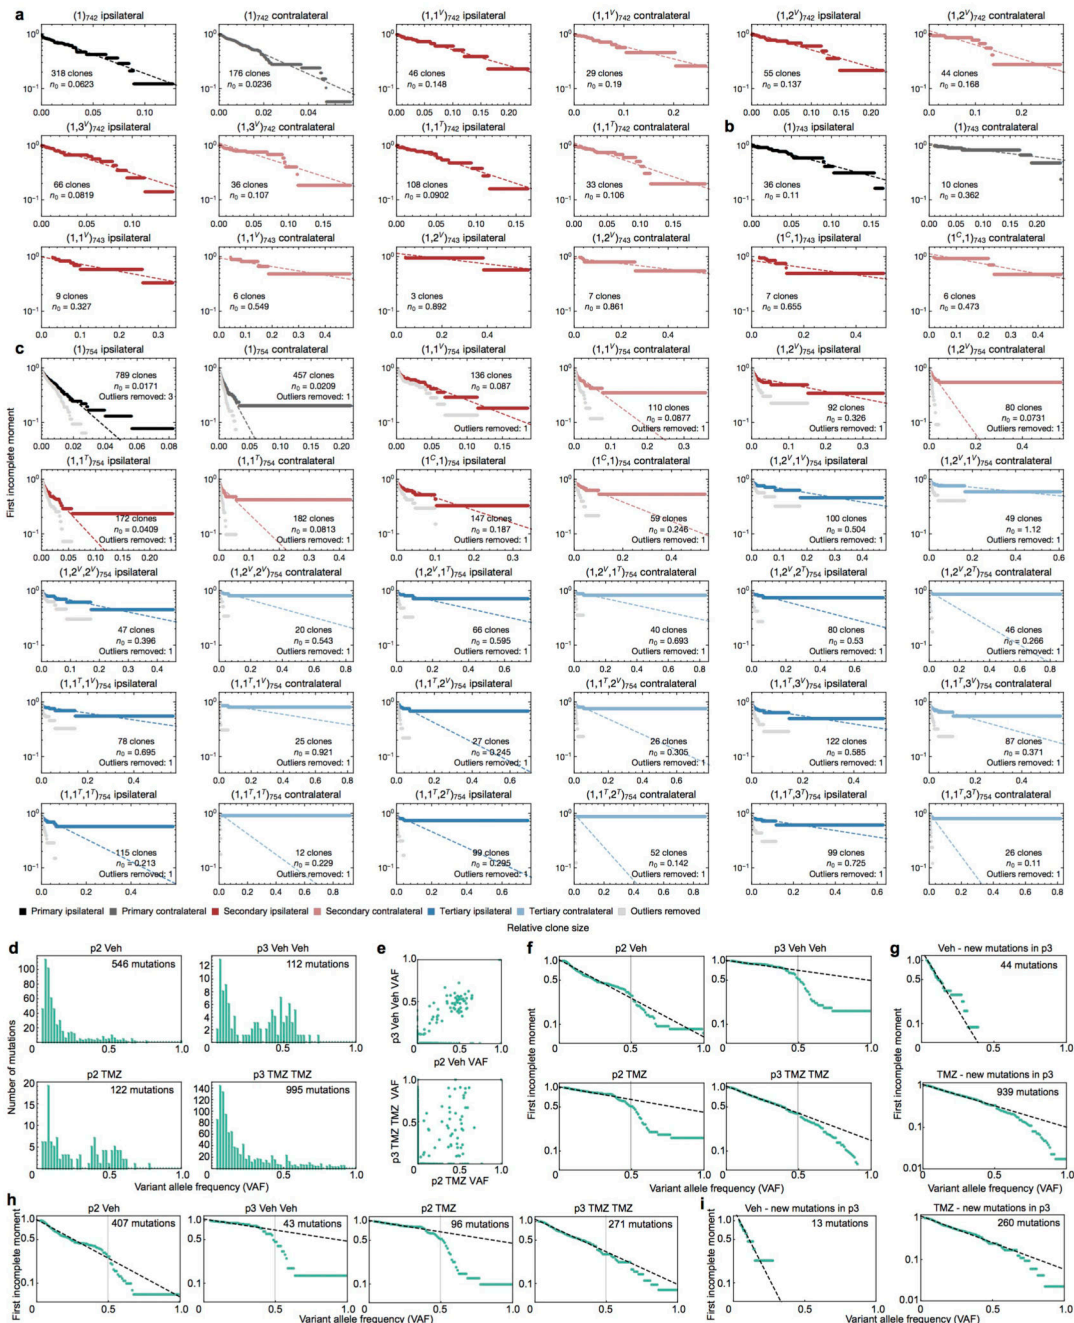 a
(1)742 ipsilateral
(1)742 contralateral
(1,1V)742 ipsilateral
(1,1V)742 contralateral
(1,2V)742 ipsilateral
(1,2V)742 contralateral
318 clones
n0 = 0.0623
176 clones
n0 = 0.0236
46 clones
n0 = 0.148
29 clones
n0 = 0.19
55 clones
n0 = 0.137
44 clones
n0 = 0.168
(1,3V)742 ipsilateral
(1,3V)742 contralateral
(1,1T)742 ipsilateral
(1,1T)742 contralateral
b
(1)743 ipsilateral
(1)743 contralateral
66 clones
n0 = 0.0819
36 clones
n0 = 0.107
108 clones
n0 = 0.0902
33 clones
n0 = 0.106
36 clones
n0 = 0.11
10 clones
n0 = 0.362
(1,1V)743 ipsilateral
(1,1V)743 contralateral
(1,2V)743 ipsilateral
(1,2V)743 contralateral
(1C,1)743 ipsilateral
(1C,1)743 contralateral
9 clones
n0 = 0.327
6 clones
n0 = 0.549
3 clones
n0 = 0.892
7 clones
n0 = 0.861
7 clones
n0 = 0.655
6 clones
n0 = 0.473
c
(1)754 ipsilateral
(1)754 contralateral
(1,1V)754 ipsilateral
(1,1V)754 contralateral
(1,2V)754 ipsilateral
(1,2V)754 contralateral
789 clones
n0 = 0.0171
Outliers removed: 3
457 clones
n0 = 0.0209
Outliers removed: 1
136 clones
n0 = 0.087
Outliers removed: 1
110 clones
n0 = 0.0877
Outliers removed: 1
92 clones
n0 = 0.326
Outliers removed: 1
80 clones
n0 = 0.0731
Outliers removed: 1
First incomplete moment
(1,1T)754 ipsilateral
(1,1T)754 contralateral
(1C,1)754 ipsilateral
(1C,1)754 contralateral
(1,2V,1V)754 ipsilateral
(1,2V,1V)754 contralateral
172 clones
n0 = 0.0409
Outliers removed: 1
182 clones
n0 = 0.0813
Outliers removed: 1
147 clones
n0 = 0.187
Outliers removed: 1
59 clones
n0 = 0.246
Outliers removed: 1
100 clones
n0 = 0.504
Outliers removed: 1
49 clones
n0 = 1.12
Outliers removed: 1
(1,2V,2V)754 ipsilateral
(1,2V,2V)754 contralateral
(1,2V,1T)754 ipsilateral
(1,2V,1T)754 contralateral
(1,2V,2T)754 ipsilateral
(1,2V,2T)754 contralateral
47 clones
n0 = 0.396
Outliers removed: 1
20 clones
n0 = 0.543
Outliers removed: 1
66 clones
n0 = 0.595
Outliers removed: 1
40 clones
n0 = 0.693
Outliers removed: 1
80 clones
n0 = 0.53
Outliers removed: 1
46 clones
n0 = 0.266
Outliers removed: 1
(1,1T,1V)754 ipsilateral
(1,1T,1V)754 contralateral
(1,1T,2V)754 ipsilateral
(1,1T,2V)754 contralateral
(1,1T,3V)754 ipsilateral
(1,1T,3V)754 contralateral
78 clones
n0 = 0.695
Outliers removed: 1
25 clones
n0 = 0.921
Outliers removed: 1
27 clones
n0 = 0.245
Outliers removed: 1
26 clones
n0 = 0.305
Outliers removed: 1
122 clones
n0 = 0.585
Outliers removed: 1
87 clones
n0 = 0.371
Outliers removed: 1
(1,1T,1T)754 ipsilateral
(1,1T,1T)754 contralateral
(1,1T,2T)754 ipsilateral
(1,1T,2T)754 contralateral
(1,1T,3T)754 ipsilateral
(1,1T,3T)754 contralateral
115 clones
n0 = 0.213
Outliers removed: 1
12 clones
n0 = 0.229
Outliers removed: 1
99 clones
n0 = 0.295
Outliers removed: 1
52 clones
n0 = 0.142
Outliers removed: 1
99 clones
n0 = 0.725
Outliers removed: 1
26 clones
n0 = 0.11
Outliers removed: 1
Primary ipsilateral Primary contralateral Secondary ipsilateral Secondary contralateral Tertiary ipsilateral Tertiary contralateral Outliers removed
Relative clone size
d
p2 Veh
546 mutations
p3 Veh Veh
112 mutations
p2 TMZ
122 mutations
p3 TMZ TMZ
995 mutations
Number of mutations
Variant allele frequency (VAF)
e
p3 Veh Veh VAF
p2 Veh VAF
p3 TMZ TMZ VAF
p2 TMZ VAF
f
p2 Veh
p3 Veh Veh
p2 TMZ
p3 TMZ TMZ
First incomplete moment
Variant allele frequency (VAF)
g
Veh - new mutations in p3
44 mutations
TMZ - new mutations in p3
939 mutations
Variant allele frequency (VAF)
h
p2 Veh
407 mutations
p3 Veh Veh
43 mutations
p2 TMZ
96 mutations
p3 TMZ TMZ
271 mutations
First incomplete moment
Variant allele frequency (VAF)
i
Veh - new mutations in p3
13 mutations
TMZ - new mutations in p3
260 mutations
First incomplete moment
Variant allele frequency (VAF)